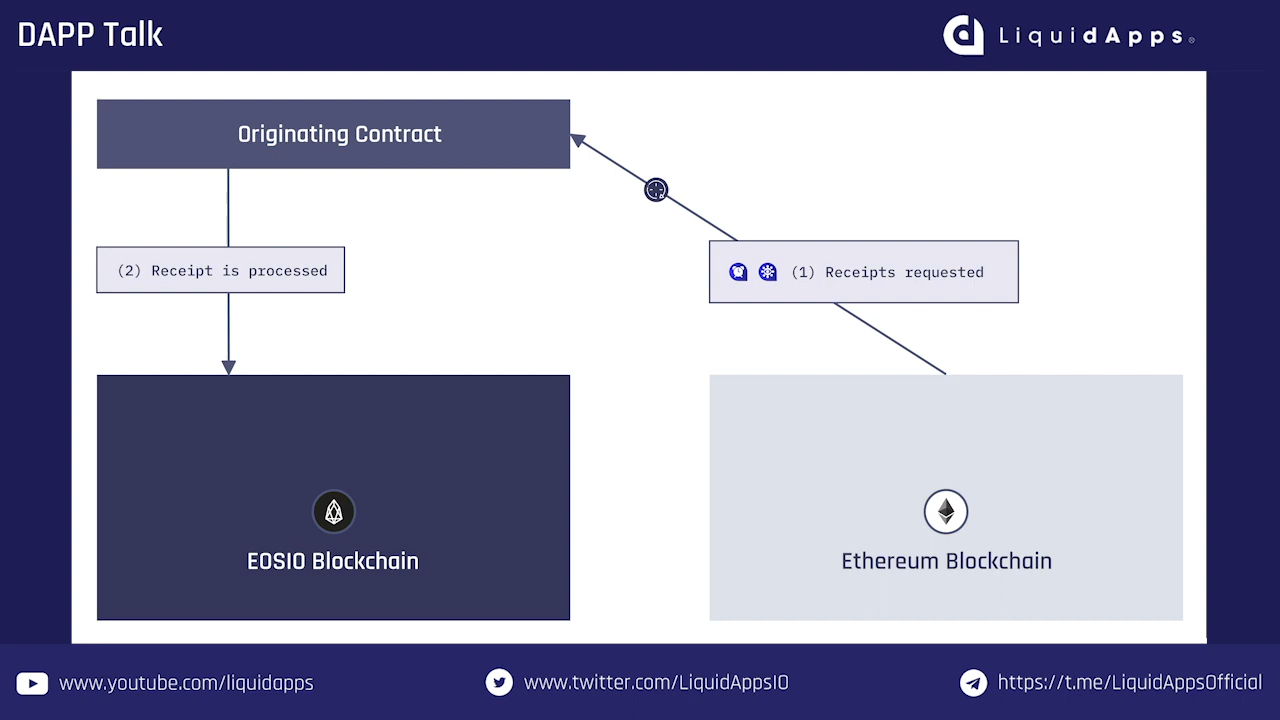 DAPP Talk
LiquidApps
Originating Contract
(2) Receipt is processed
(1) Receipts requested
EOSIO Blockchain
Ethereum Blockchain
www.youtube.com/liquidapps
www.twitter.com/LiquidAppsIO
https://t.me/LiquidAppsOfficial